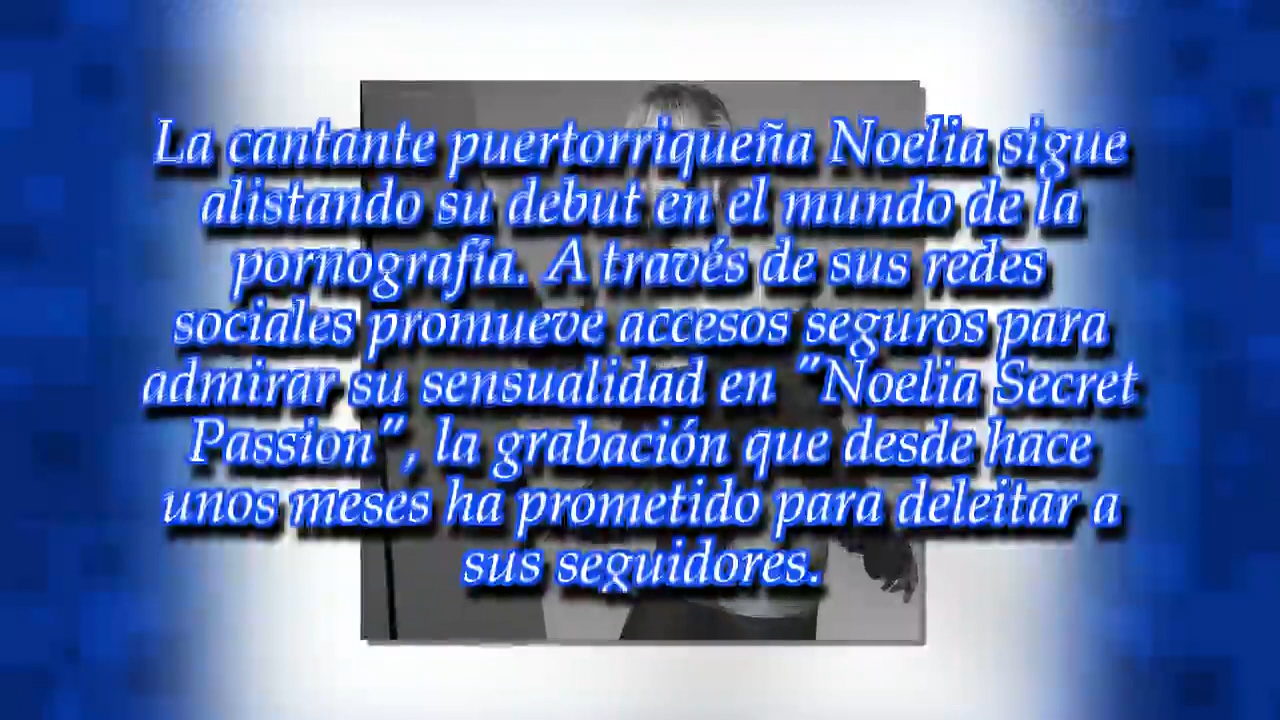 La cantante puertorriqueña Noelia sigue
alistando su debut en el mundo de la
pornografía. A través de sus redes
sociales promueve accesos seguros para
admirar su sensualidad en "Noelia Secret
Passion", la grabación que desde hace
unos meses ha prometido para deleitar a
sus seguidores.